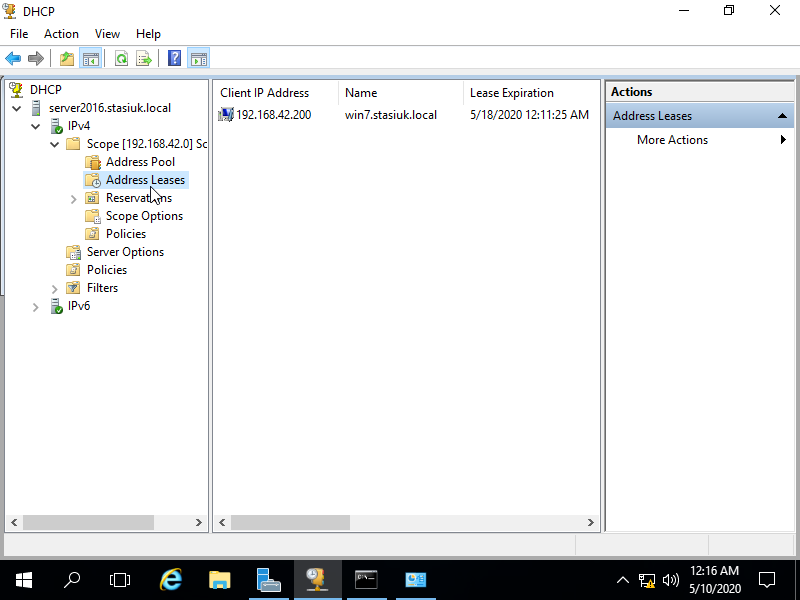 DHCP
File Action View Help
DHCP
server2016.stasiuk.local
IPv4
Scope [192.168.42.0] Sc
Address Pool
Address Leases
Reservations
Scope Options
Policies
Server Options
Policies
Filters
IPv6
Client IP Address Name Lease Expiration
192.168.42.200 win7.stasiuk.local 5/18/2020 12:11:25 AM
Actions
Address Leases
More Actions
12:16 AM
5/10/2020